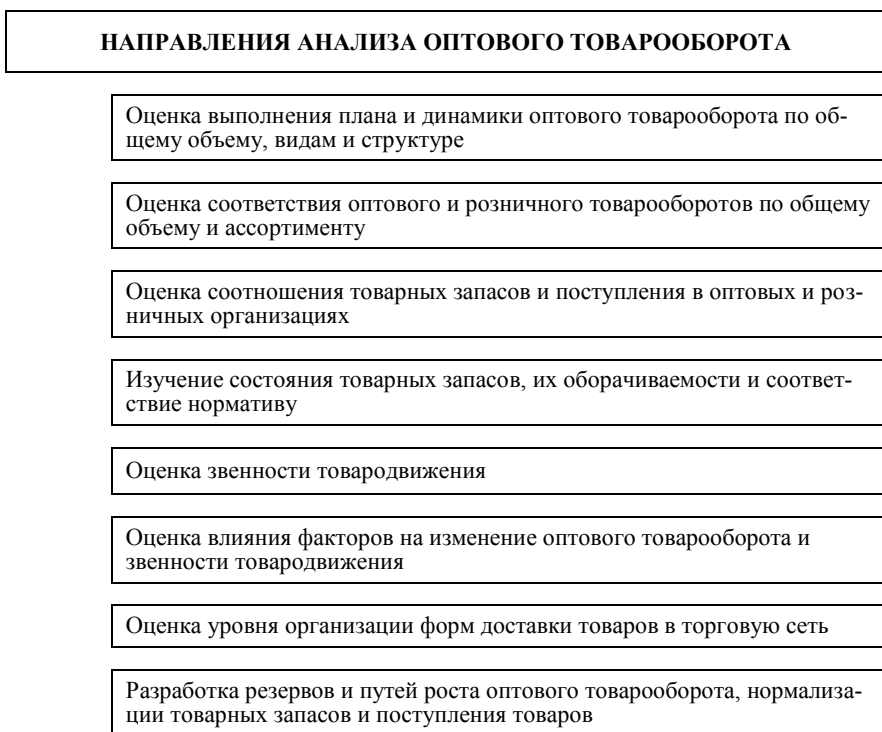 НАПРАВЛЕНИЯ АНАЛИЗА ОПТОВОГО ТОВАРООБОРОТА
Оценка выполнения плана и динамики оптового товарооборота по об-
щему объему, видам и структуре
Оценка соответствия оптового и розничного товарооборотов по общему
объему и ассортименту
Оценка соотношения товарных запасов и поступления в оптовых и роз-
ничных организациях
Изучение состояния товарных запасов, их оборачиваемости и соответ-
ствие нормативу
Оценка звенности товародвижения
Оценка влияния факторов на изменение оптового товарооборота и
звенности товародвижения
Оценка уровня организации форм доставки товаров в торговую сеть
Разработка резервов и путей роста оптового товарооборота, нормализа-
ции товарных запасов и поступления товаров